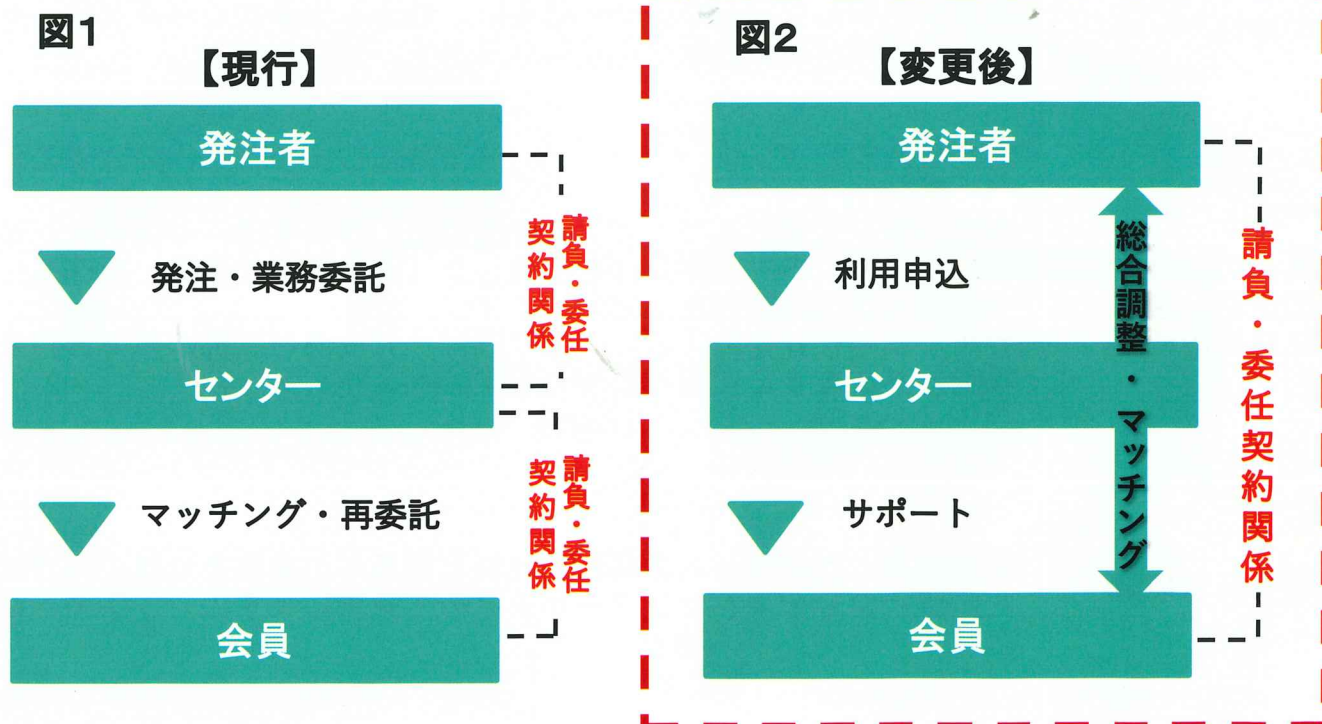 図1
【現行】
発注者
発注・業務委託
請負・委任
契約関係
センター
マッチング・再委託
請負・委任
契約関係
会員
図2
【変更後】
発注者
利用申込
総合調整・マッチング
請負・委任契約関係
センター
サポート
会員